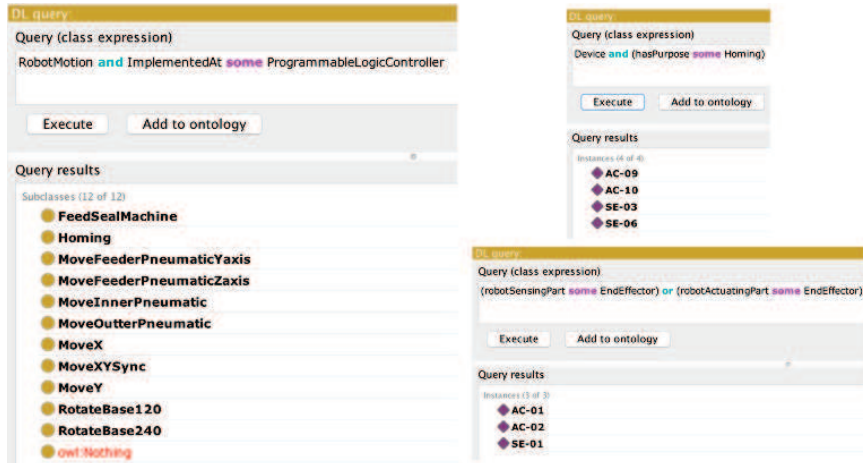 DL query:
Query (class expression)
RobotMotion and ImplementedAt some ProgrammableLogicController
Execute Add to ontology
Query results
Subclasses (12 of 12)
FeedSealMachine
Homing
MoveFeederPneumaticYaxis
MoveFeederPneumaticZaxis
MoveInnerPneumatic
MoveOutterPneumatic
MoveX
MoveXYSync
MoveY
RotateBase120
RotateBase240
owl:Nothing
DL query:
Query (class expression)
Device and (hasPurpose some Homing)
Execute Add to ontology
Query results
Instances (4 of 4)
AC-09
AC-10
SE-03
SE-06
DL query:
Query (class expression)
(robotSensingPart some EndEffector) or (robotActuatingPart some EndEffector)
Execute Add to ontology
Query results
Instances (3 of 3)
AC-01
AC-02
SE-01